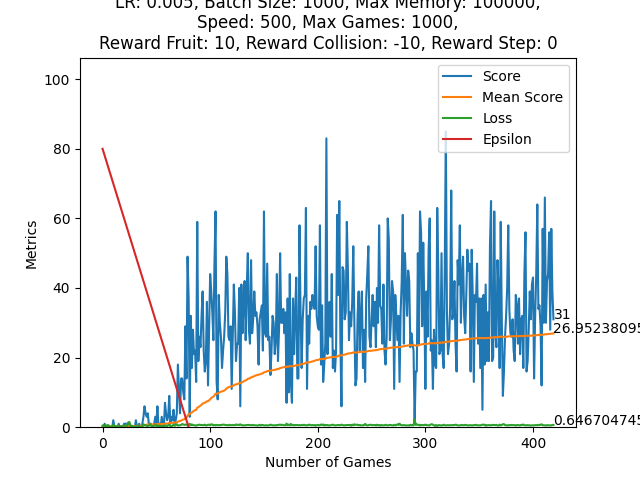 LR: 0.005, Batch Size: 1000, Max Memory: 100000,
Speed: 500, Max Games: 1000,
Reward Fruit: 10, Reward Collision: -10, Reward Step: 0
Score
Mean Score
Loss
Epsilon
100
80
60
40
20
0
Metrics
31
26.95238095
0.646704745
0
100
200
300
400
Number of Games